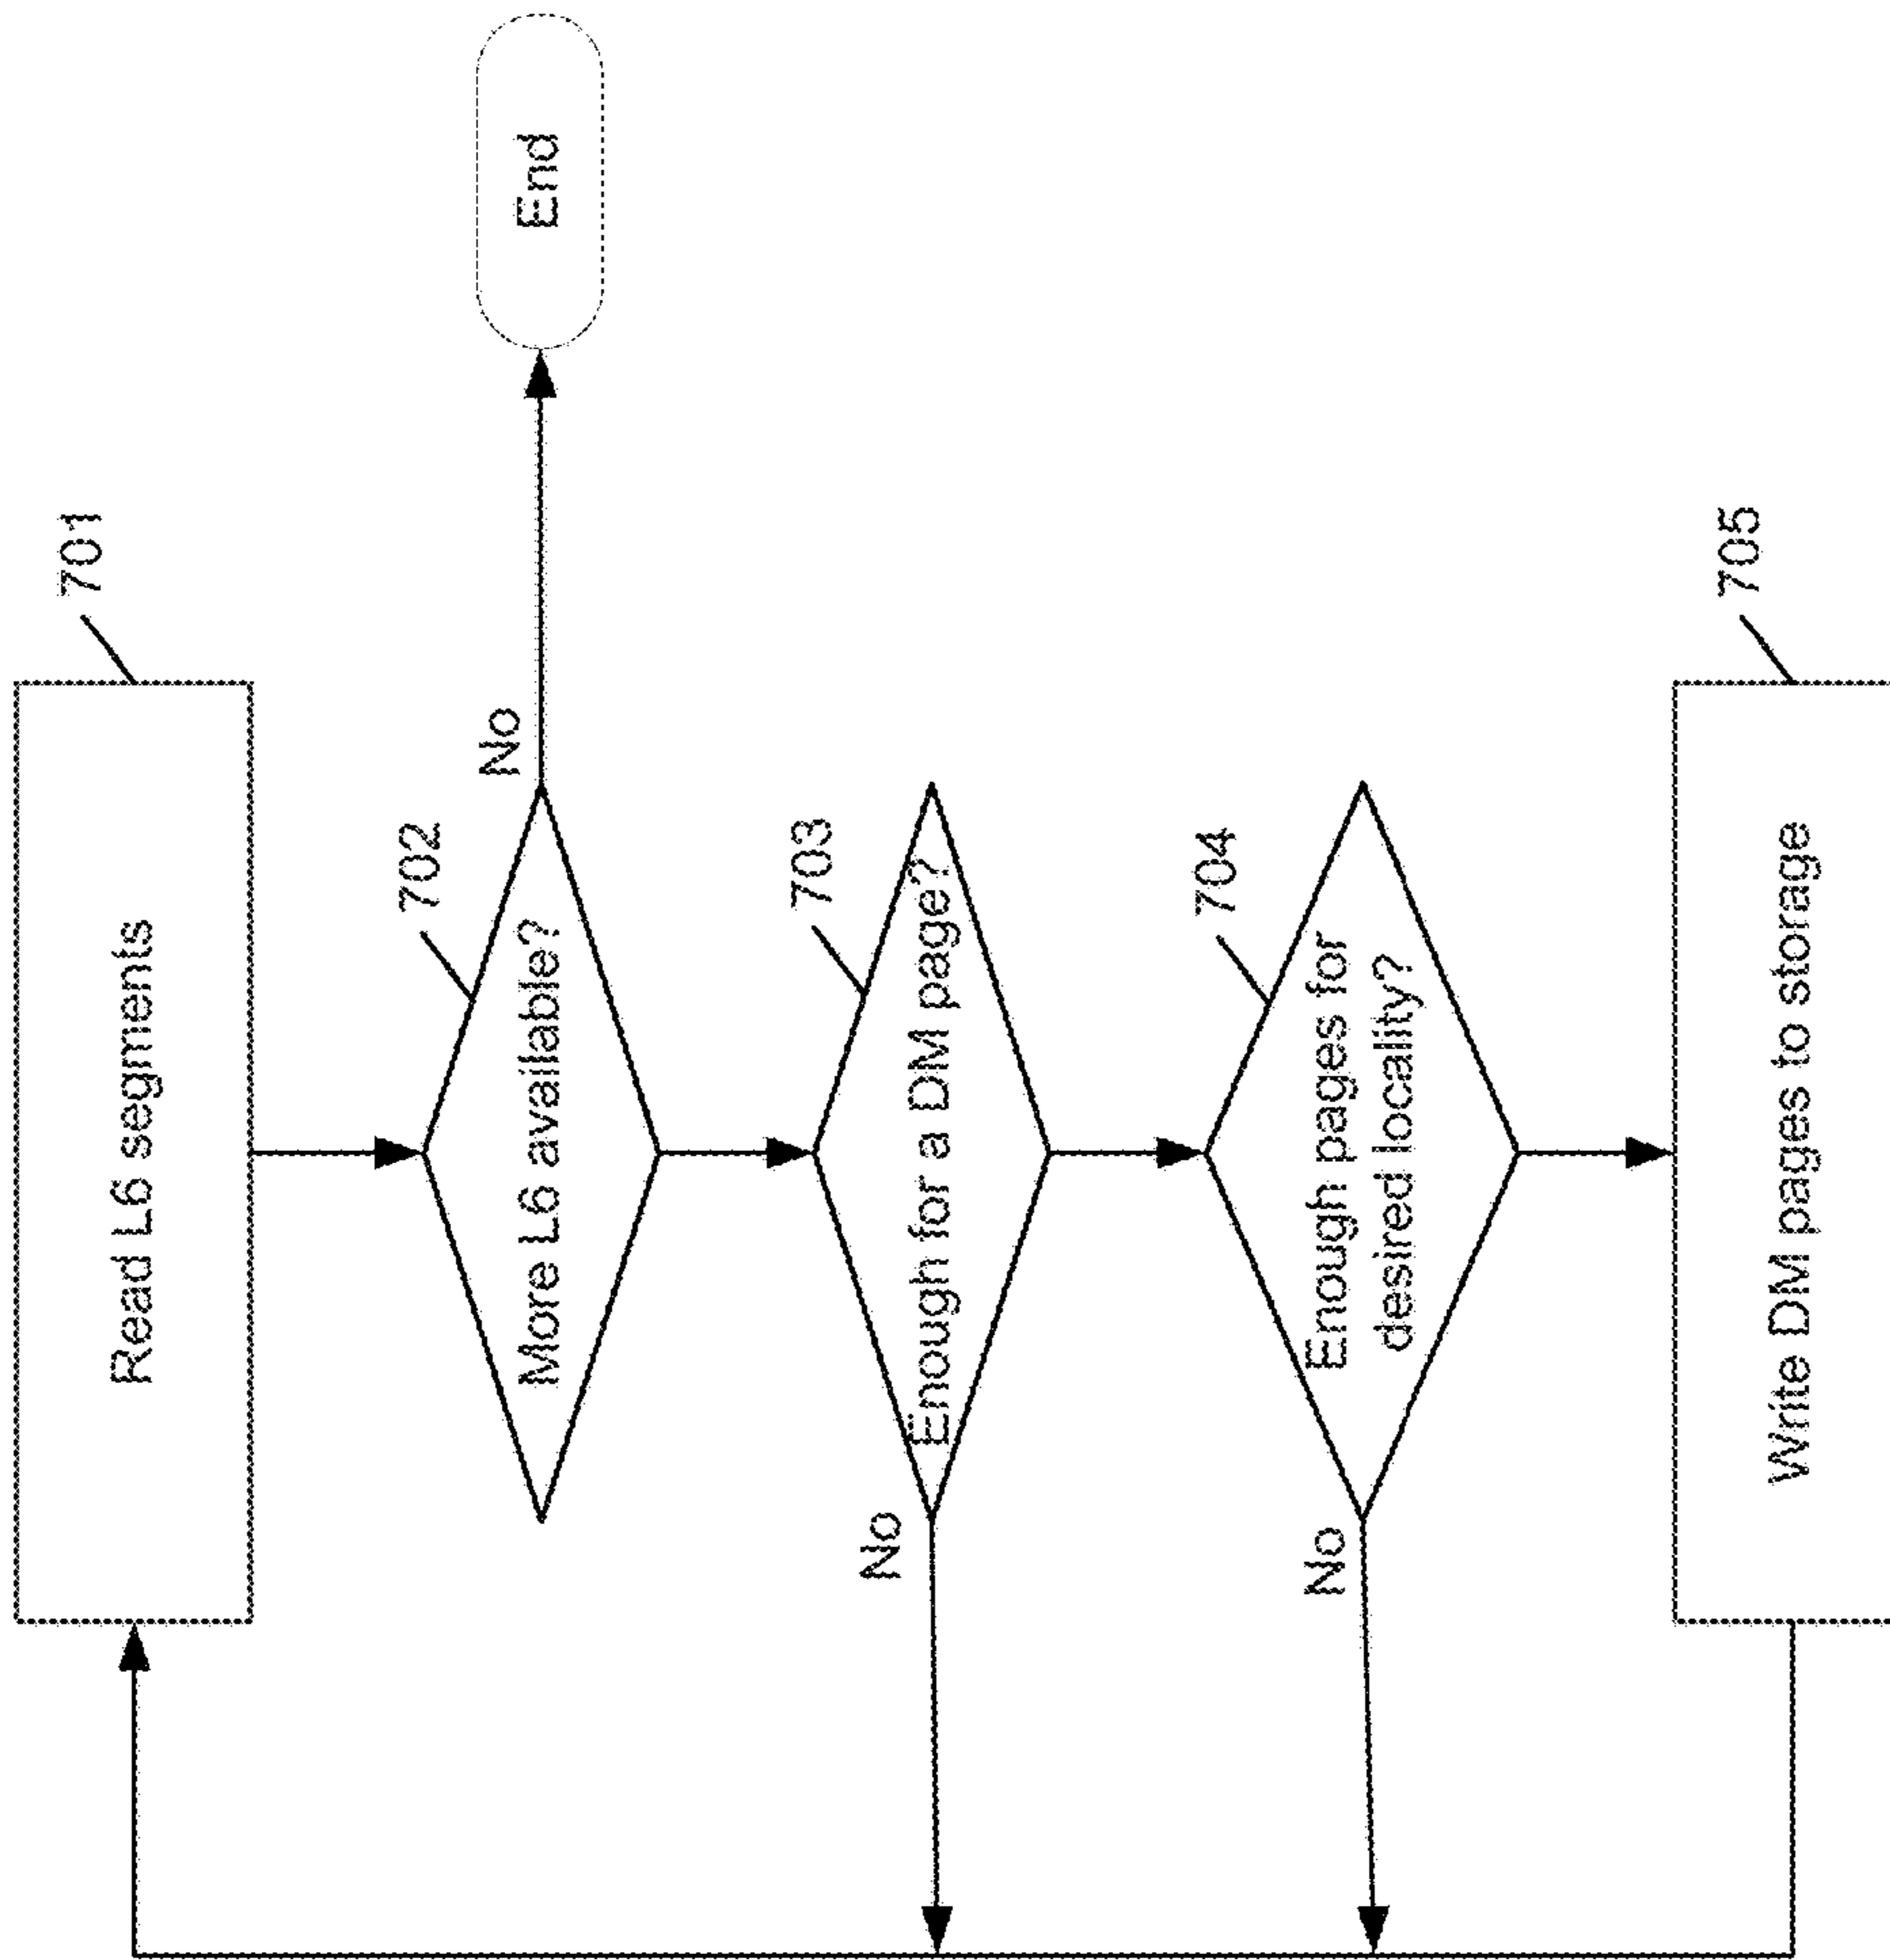 Read L6 segments
701
More L6 available?
702
No
End
Enough for a DM page?
703
No
Enough pages for
desired locality?
704
No
Write DM pages to storage
705